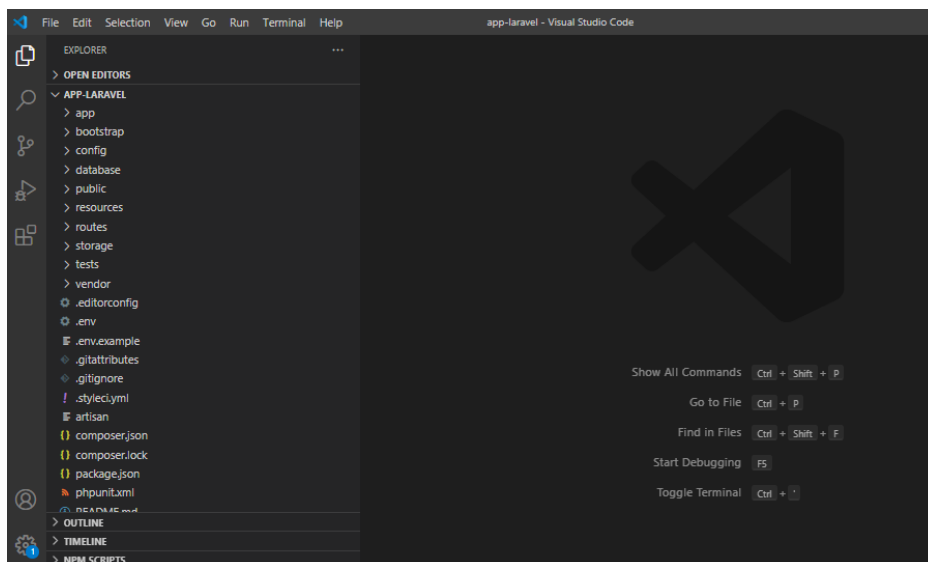 File Edit Selection View Go Run Terminal Help
app-laravel - Visual Studio Code
EXPLORER
OPEN EDITORS
APP-LARAVEL
app
bootstrap
config
database
public
resources
routes
storage
tests
vendor
.editorconfig
.env
.env.example
.gitattributes
.gitignore
.styleci.yml
artisan
composer.json
composer.lock
package.json
phpunit.xml
README.md
OUTLINE
TIMELINE
NPM SCRIPTS
1
Show All Commands Ctrl + Shift + P
Go to File Ctrl + P
Find in Files Ctrl + Shift + F
Start Debugging F5
Toggle Terminal Ctrl + '